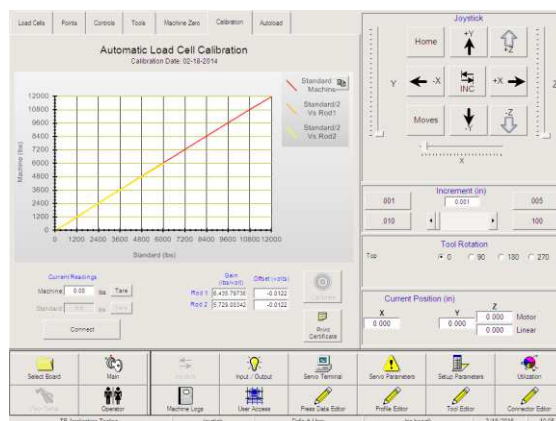 Load Cells Points Controls Tools Machine Zero Calibration Autoload
Automatic Load Cell Calibration
Calibration Date: 02-18-2014
Standard
Machine
Standard/2
Vs Rod1
Standard/2
Vs Rod2
Machine (lbs)
12000
10800
9600
8400
7200
6000
4800
3600
2400
1200
0
0 1200 2400 3600 4800 6000 7200 8400 9600 10800 12000
Standard (lbs)
Current Readings
Machine 0.00 lbs Tare
Standard lbs
Connect
Gain (lbs/volt) Offset (volts)
Rod 1 -0.0122
Rod 2 -0.0122
Print
Certificate
Joystick
Home +Y +Z
Y -X INC +X
Moves -Y -Z
X
Increment (in)
001 0.001 005
010 100
Tool Rotation
Top 0 90 180 270
Current Position (in)
X Y Z
0.000 0.000 0.000 Motor
0.000 Linear
Select Board Main Input / Output Servo Terminal Servo Parameters Setup Parameters Utilization
Operator Machine Logs User Access Press Data Editor Profile Editor Tool Editor Connector Editor